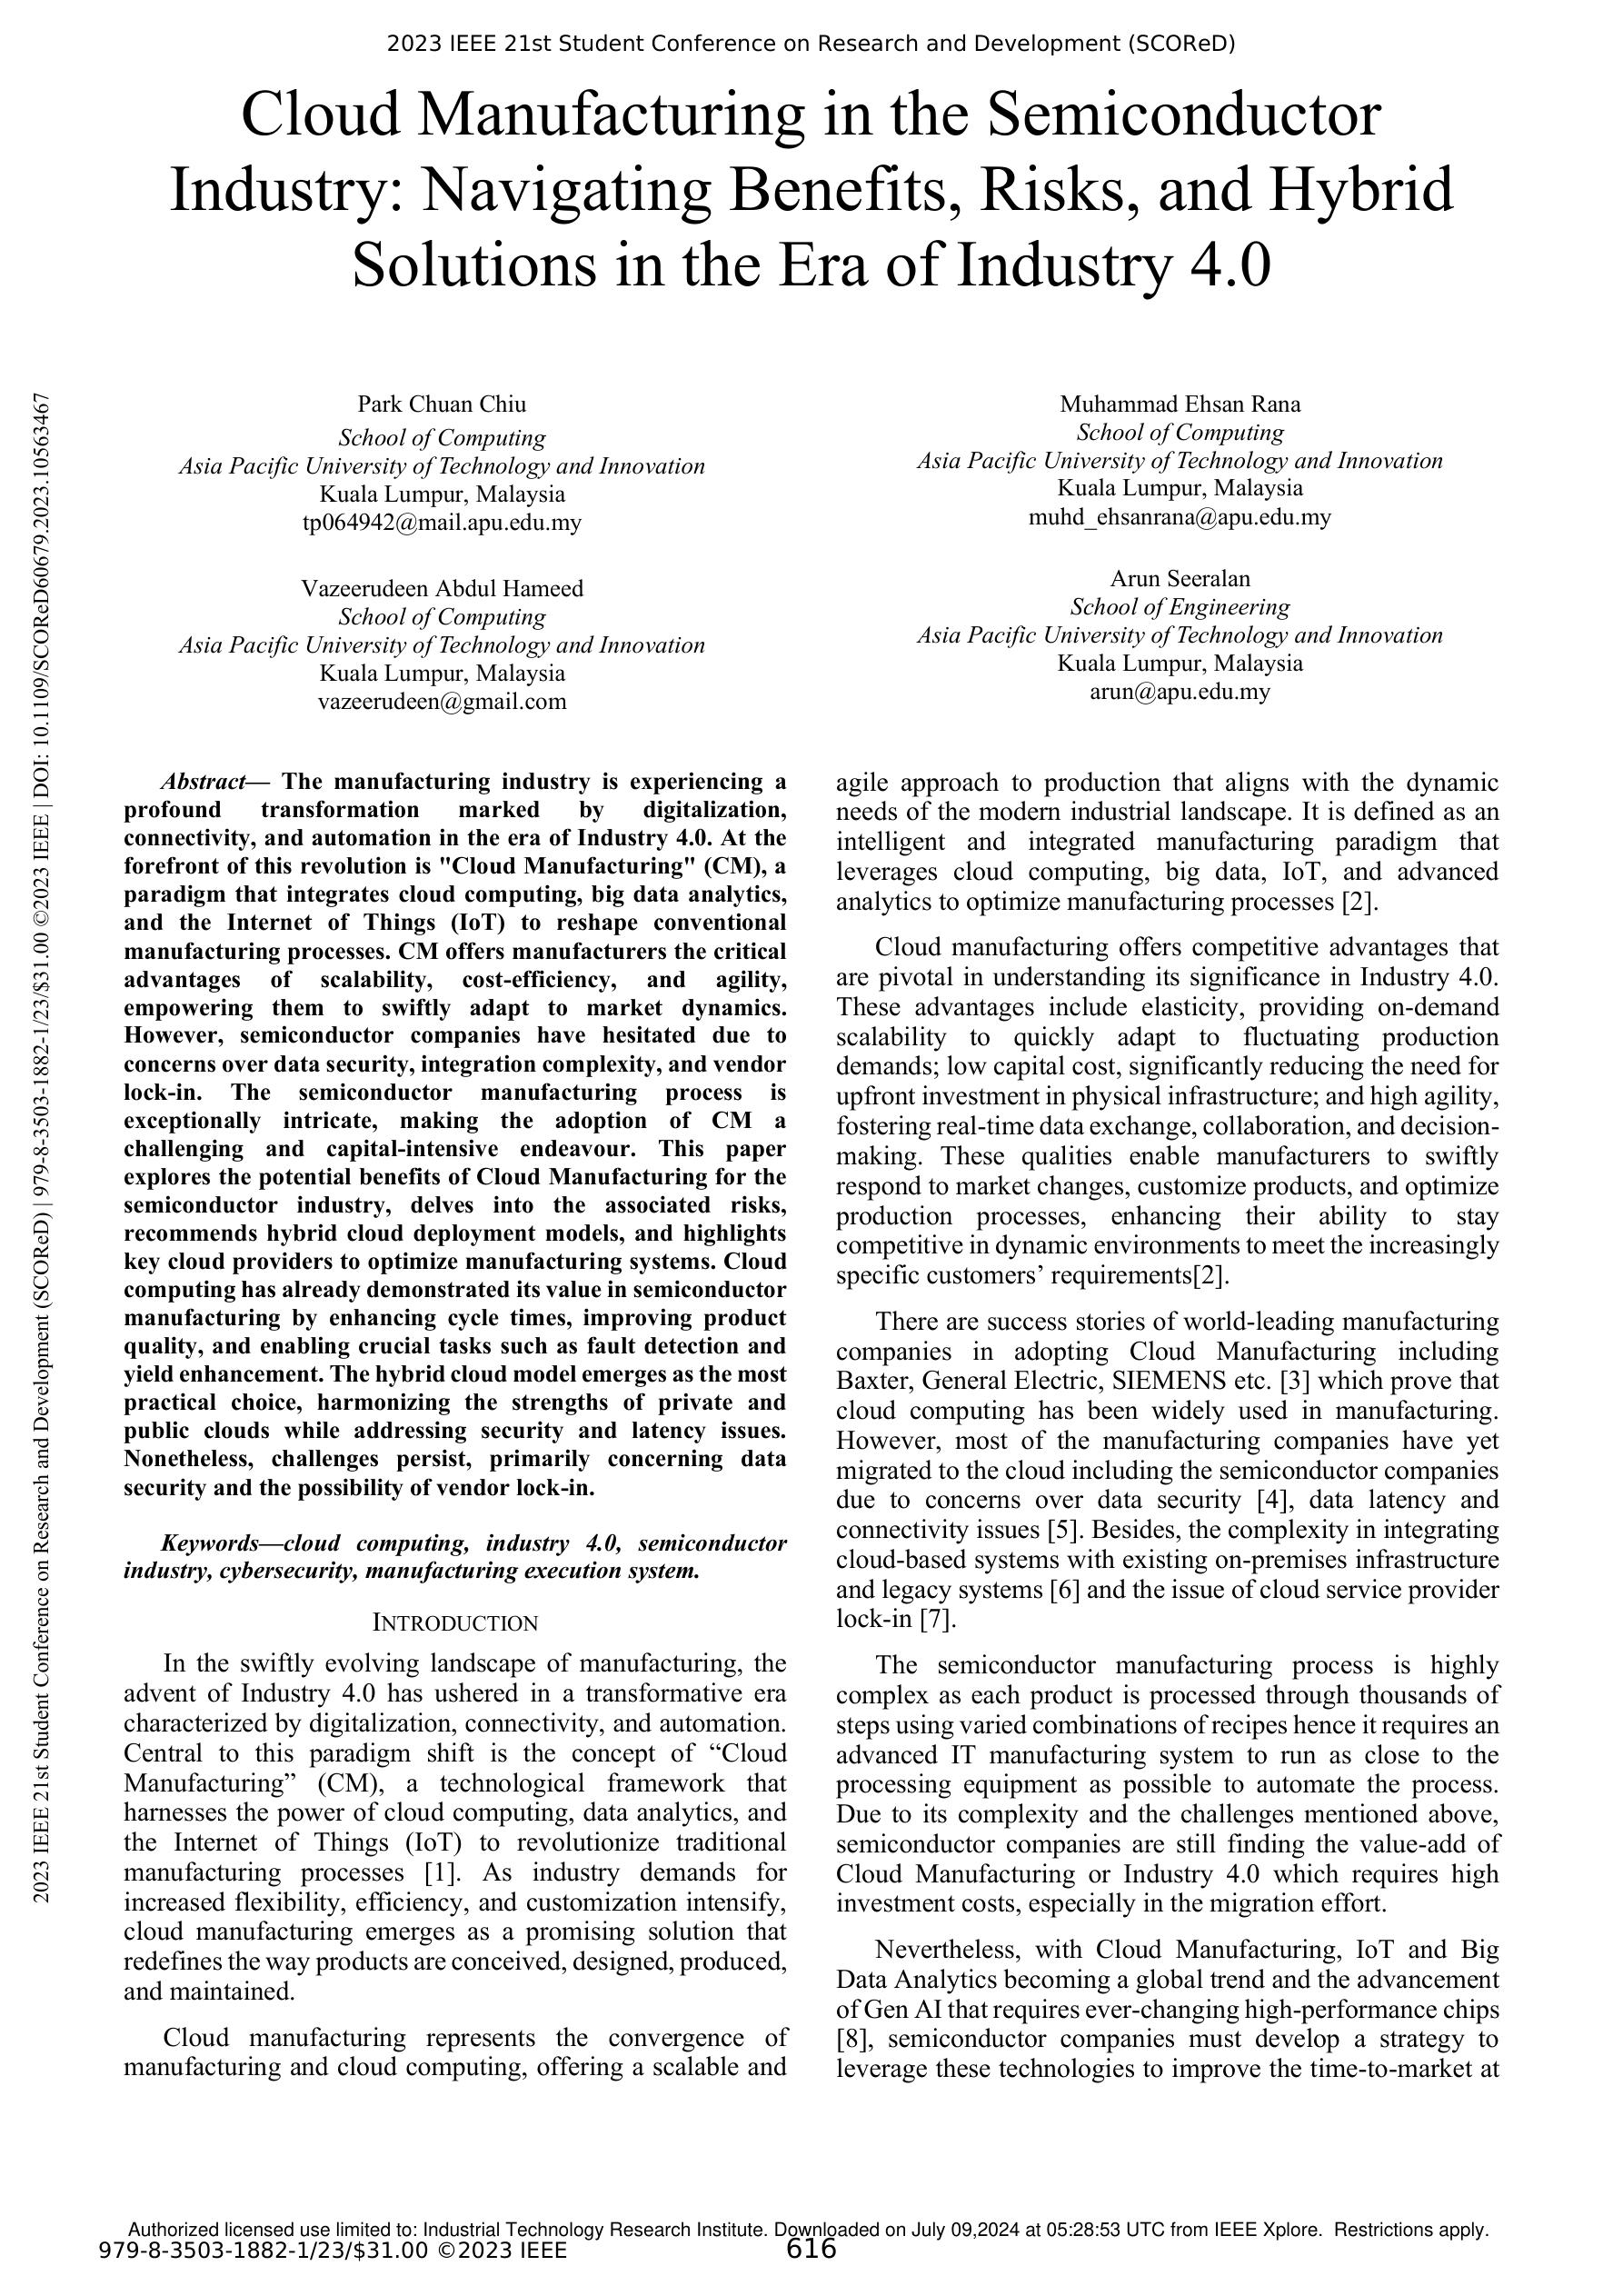 2023 IEEE 21st Student Conference on Research and Development (SCOReD)
Cloud Manufacturing in the Semiconductor
Industry: Navigating Benefits, Risks, and Hybrid
Solutions in the Era of Industry 4.0
Park Chuan Chiu
School of Computing
Asia Pacific University of Technology and Innovation
Kuala Lumpur, Malaysia
tp064942@mail.apu.edu.my
Muhammad Ehsan Rana
School of Computing
Asia Pacific University of Technology and Innovation
Kuala Lumpur, Malaysia
muhd_ehsanrana@apu.edu.my
Vazeerudeen Abdul Hameed
School of Computing
Asia Pacific University of Technology and Innovation
Kuala Lumpur, Malaysia
vazeerudeen@gmail.com
Arun Seeralan
School of Engineering
Asia Pacific University of Technology and Innovation
Kuala Lumpur, Malaysia
arun@apu.edu.my
2023 IEEE 21st Student Conference on Research and Development (SCOReD) | 979-8-3503-1882-1/23/$31.00 ©2023 IEEE | DOI: 10.1109/SCOReD60679.2023.10563467
Abstract— The manufacturing industry is experiencing a
profound transformation marked by digitalization,
connectivity, and automation in the era of Industry 4.0. At the
forefront of this revolution is "Cloud Manufacturing" (CM), a
paradigm that integrates cloud computing, big data analytics,
and the Internet of Things (IoT) to reshape conventional
manufacturing processes. CM offers manufacturers the critical
advantages of scalability, cost-efficiency, and agility,
empowering them to swiftly adapt to market dynamics.
However, semiconductor companies have hesitated due to
concerns over data security, integration complexity, and vendor
lock-in. The semiconductor manufacturing process is
exceptionally intricate, making the adoption of CM a
challenging and capital-intensive endeavour. This paper
explores the potential benefits of Cloud Manufacturing for the
semiconductor industry, delves into the associated risks,
recommends hybrid cloud deployment models, and highlights
key cloud providers to optimize manufacturing systems. Cloud
computing has already demonstrated its value in semiconductor
manufacturing by enhancing cycle times, improving product
quality, and enabling crucial tasks such as fault detection and
yield enhancement. The hybrid cloud model emerges as the most
practical choice, harmonizing the strengths of private and
public clouds while addressing security and latency issues.
Nonetheless, challenges persist, primarily concerning data
security and the possibility of vendor lock-in.
Keywords—cloud computing, industry 4.0, semiconductor
industry, cybersecurity, manufacturing execution system.
INTRODUCTION
In the swiftly evolving landscape of manufacturing, the
advent of Industry 4.0 has ushered in a transformative era
characterized by digitalization, connectivity, and automation.
Central to this paradigm shift is the concept of “Cloud
Manufacturing” (CM), a technological framework that
harnesses the power of cloud computing, data analytics, and
the Internet of Things (IoT) to revolutionize traditional
manufacturing processes [1]. As industry demands for
increased flexibility, efficiency, and customization intensify,
cloud manufacturing emerges as a promising solution that
redefines the way products are conceived, designed, produced,
and maintained.
Cloud manufacturing represents the convergence of
manufacturing and cloud computing, offering a scalable and
agile approach to production that aligns with the dynamic
needs of the modern industrial landscape. It is defined as an
intelligent and integrated manufacturing paradigm that
leverages cloud computing, big data, IoT, and advanced
analytics to optimize manufacturing processes [2].
Cloud manufacturing offers competitive advantages that
are pivotal in understanding its significance in Industry 4.0.
These advantages include elasticity, providing on-demand
scalability to quickly adapt to fluctuating production
demands; low capital cost, significantly reducing the need for
upfront investment in physical infrastructure; and high agility,
fostering real-time data exchange, collaboration, and decision-
making. These qualities enable manufacturers to swiftly
respond to market changes, customize products, and optimize
production processes, enhancing their ability to stay
competitive in dynamic environments to meet the increasingly
specific customers’ requirements[2].
There are success stories of world-leading manufacturing
companies in adopting Cloud Manufacturing including
Baxter, General Electric, SIEMENS etc. [3] which prove that
cloud computing has been widely used in manufacturing.
However, most of the manufacturing companies have yet
migrated to the cloud including the semiconductor companies
due to concerns over data security [4], data latency and
connectivity issues [5]. Besides, the complexity in integrating
cloud-based systems with existing on-premises infrastructure
and legacy systems [6] and the issue of cloud service provider
lock-in [7].
The semiconductor manufacturing process is highly
complex as each product is processed through thousands of
steps using varied combinations of recipes hence it requires an
advanced IT manufacturing system to run as close to the
processing equipment as possible to automate the process.
Due to its complexity and the challenges mentioned above,
semiconductor companies are still finding the value-add of
Cloud Manufacturing or Industry 4.0 which requires high
investment costs, especially in the migration effort.
Nevertheless, with Cloud Manufacturing, IoT and Big
Data Analytics becoming a global trend and the advancement
of Gen AI that requires ever-changing high-performance chips
[8], semiconductor companies must develop a strategy to
leverage these technologies to improve the time-to-market at
Authorized licensed use limited to: Industrial Technology Research Institute. Downloaded on July 09,2024 at 05:28:53 UTC from IEEE Xplore. Restrictions apply.
979-8-3503-1882-1/23/$31.00 ©2023 IEEE
616